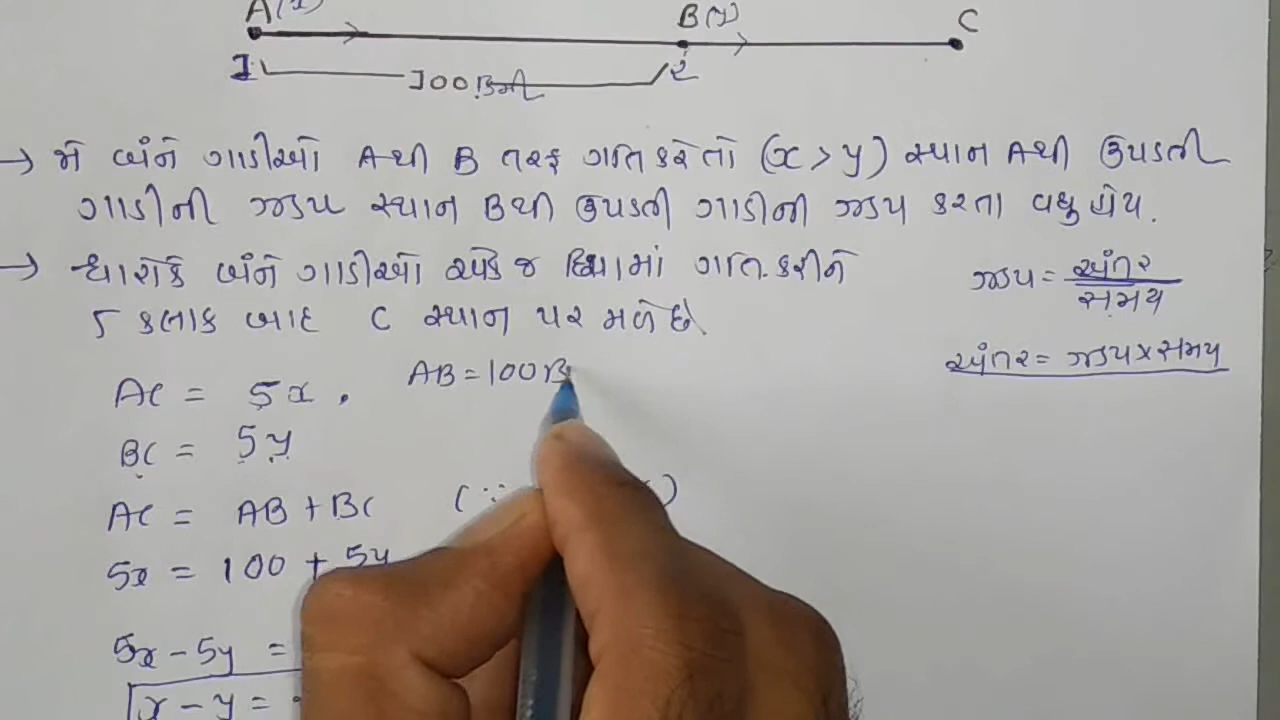 A(x) B(y) C
1 2
100 કિમી
→ જો બંને ગાડીઓ A થી B તરફ ગતિ કરે તો (x > y) સ્થાન A થી ઉપડતી
ગાડીની ઝડપ સ્થાન B થી ઉપડતી ગાડીની ઝડપ કરતા વધુ હોય.
→ ધારોકે બંને ગાડીઓ એક જ દિશામાં ગતિ કરીને
5 કલાક બાદ C સ્થાન પર મળે છે
ઝડપ = અંતર / સમય
અંતર = ઝડપ x સમય
AC = 5x , AB = 100 કિ
BC = 5y
AC = AB + BC (∵ )
5x = 100 + 5y
5x - 5y =
x - y =